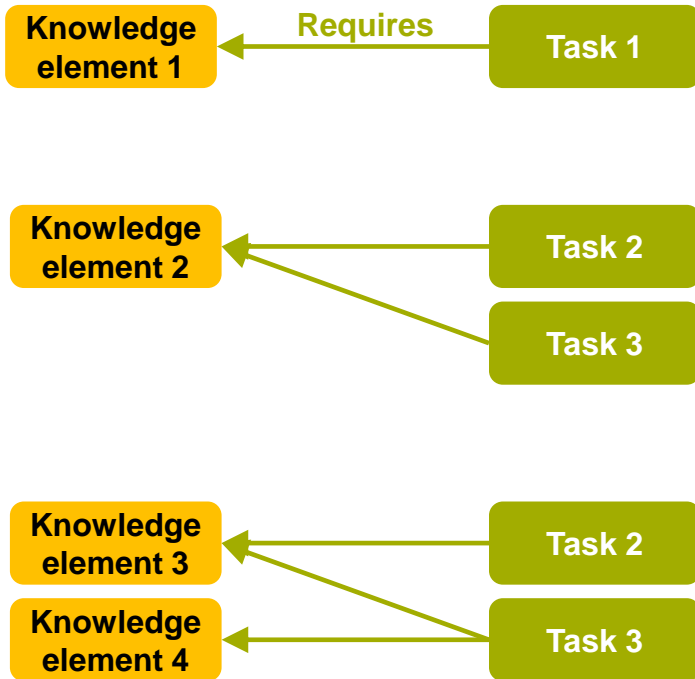 Knowledge
element 1
Requires
Task 1
Knowledge
element 2
Task 2
Task 3
Knowledge
element 3
Task 2
Knowledge
element 4
Task 3